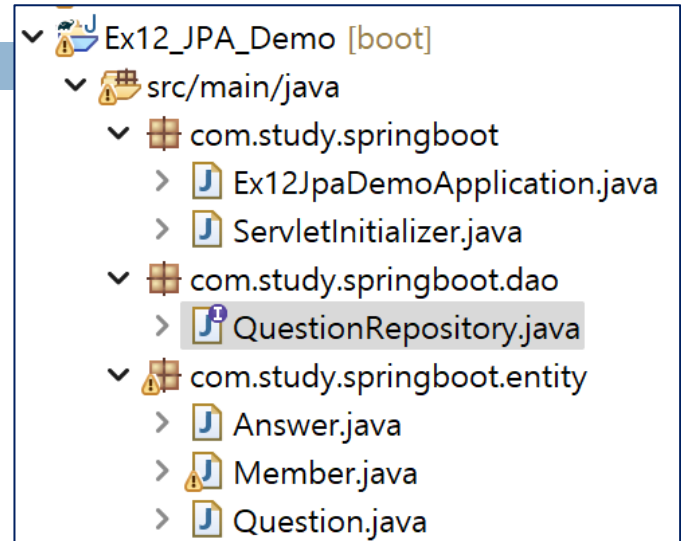 Ex12_JPA_Demo [boot]
src/main/java
com.study.springboot
Ex12JpaDemoApplication.java
ServletInitializer.java
com.study.springboot.dao
QuestionRepository.java
com.study.springboot.entity
Answer.java
Member.java
Question.java